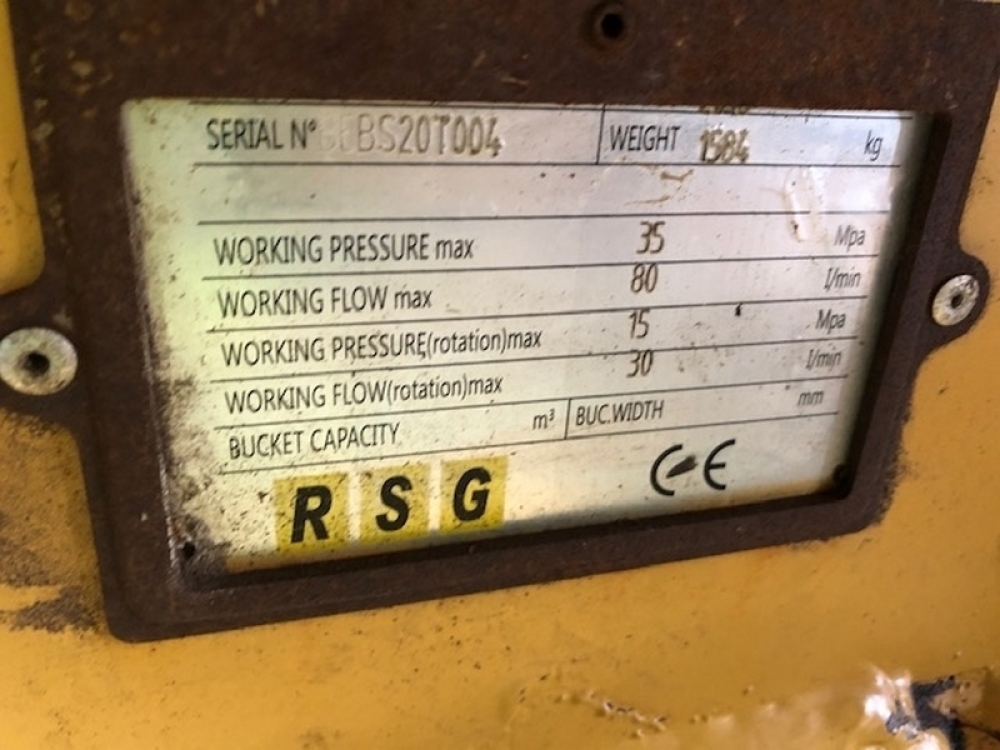 SERIAL N° WEIGHT 1584 kg
WORKING PRESSURE max 35 Mpa
WORKING FLOW max 80 l/min
WORKING PRESSURE(rotation)max 15 Mpa
WORKING FLOW(rotation)max 30 l/min
BUCKET CAPACITY m³ BUC.WIDTH mm
RSG CE